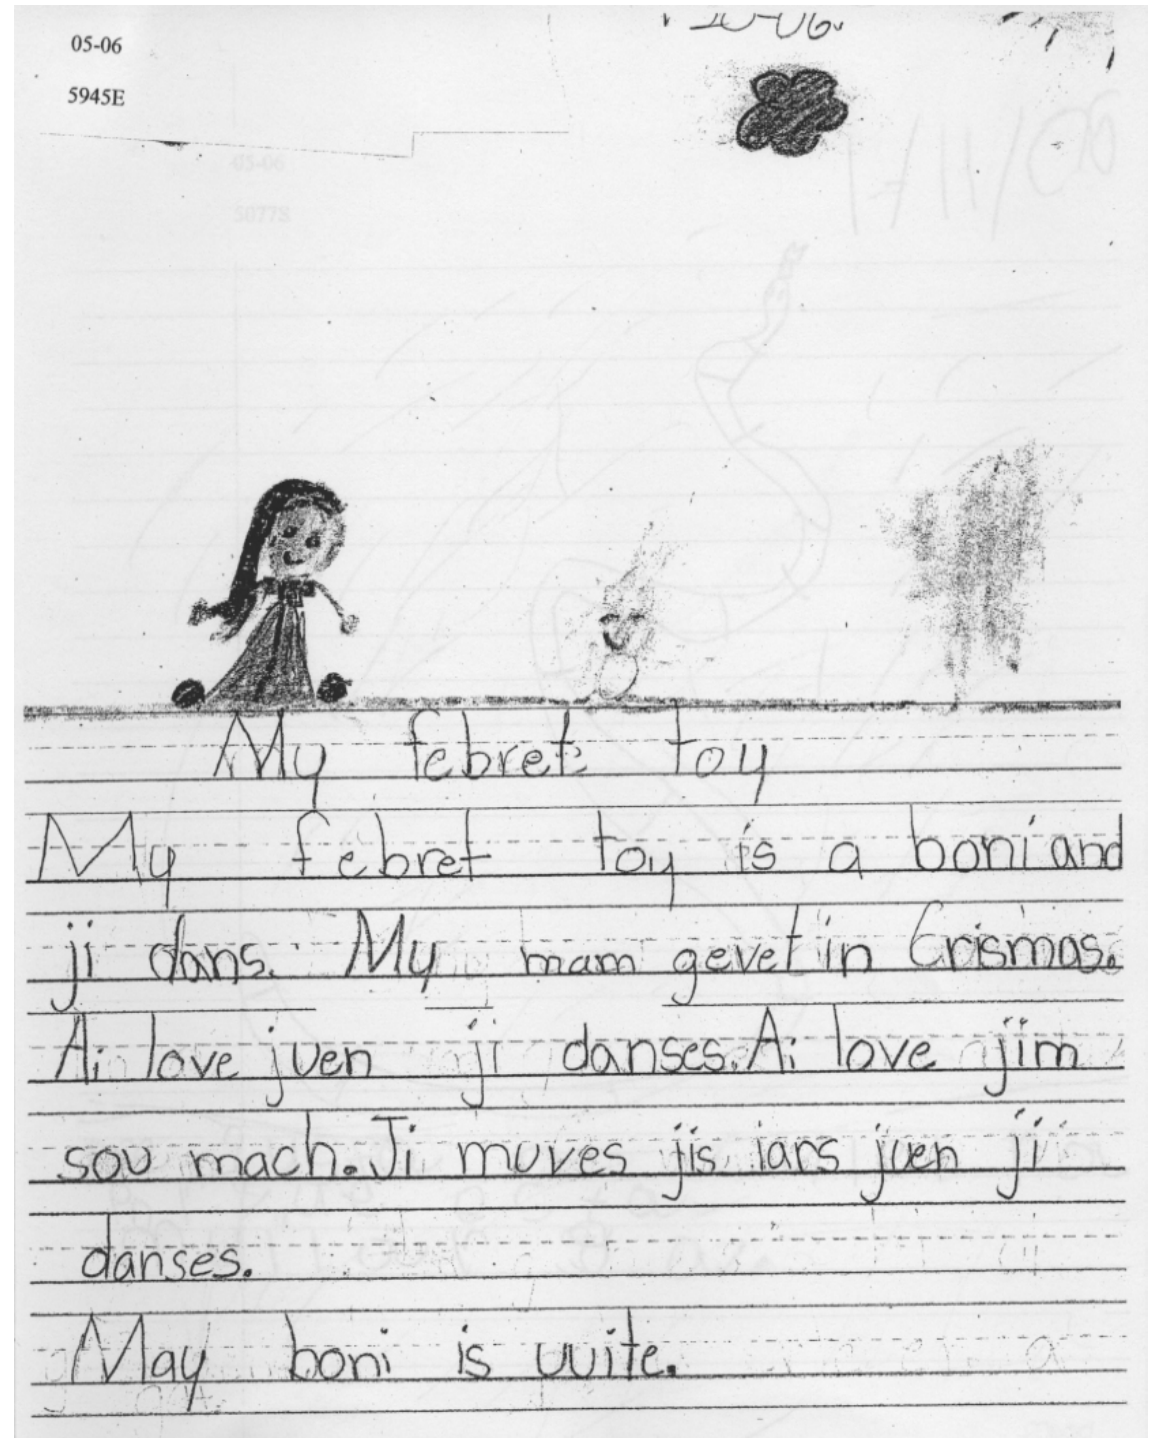 05-06
5945E
My febret toy
My febret toy is a boni and
ji dans. My mam gevet in Crismas.
Ai love juen ji danses. Ai love jim
sou mach. Ji muves jis iars juen ji
danses.
May boni is uuite.